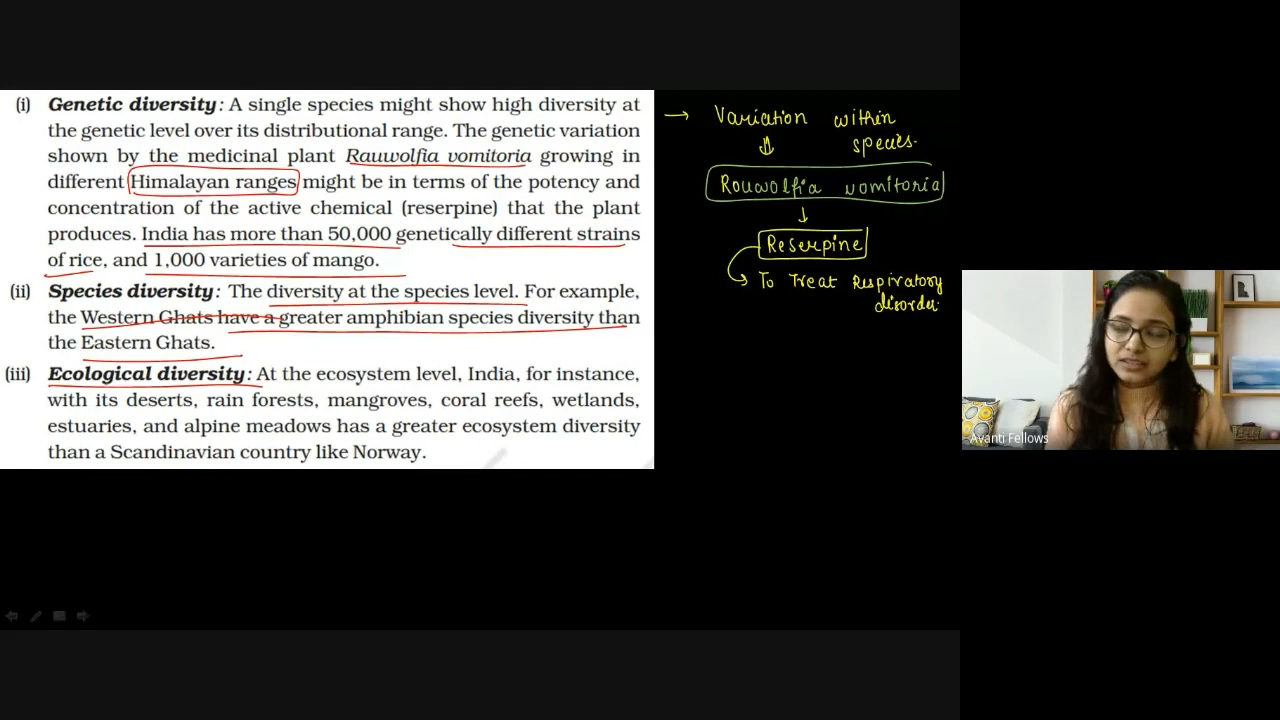 (i) Genetic diversity: A single species might show high diversity at
the genetic level over its distributional range. The genetic variation
shown by the medicinal plant Rauwolfia vomitoria growing in
different Himalayan ranges might be in terms of the potency and
concentration of the active chemical (reserpine) that the plant
produces. India has more than 50,000 genetically different strains
of rice, and 1,000 varieties of mango.
(ii) Species diversity: The diversity at the species level. For example,
the Western Ghats have a greater amphibian species diversity than
the Eastern Ghats.
(iii) Ecological diversity: At the ecosystem level, India, for instance,
with its deserts, rain forests, mangroves, coral reefs, wetlands,
estuaries, and alpine meadows has a greater ecosystem diversity
than a Scandinavian country like Norway.
→ Variation within
species.
⇓
Rouwolfia vomitoria
↓
Reserpine
→ To Treat Respiratory
disorder
Avanti Fellows